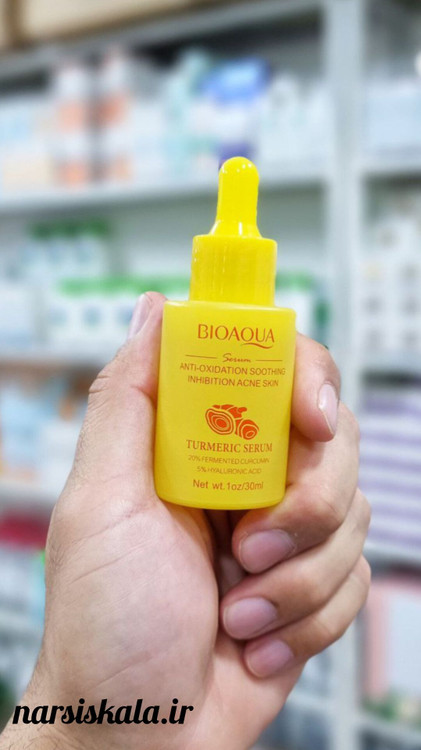 BIOAQUA
Serum
ANTI-OXIDATION SOOTHING
INHIBITION ACNE SKIN
TURMERIC SERUM
20%FERMENTED CURCUMIN
5%HYALURONIC ACID
Net wt.1oz/30ml
narsiskala.ir